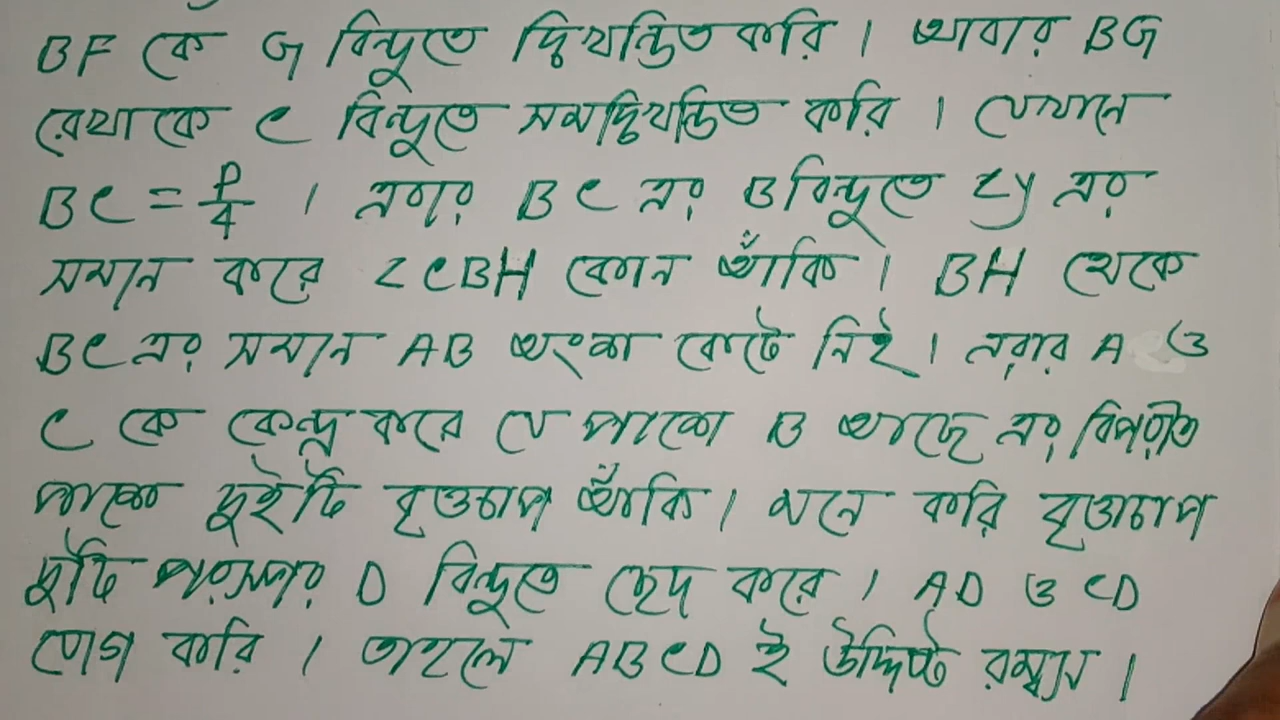 BF কে G বিন্দুতে দ্বিখন্ডিত করি। আবার BG
রেখাকে C বিন্দুতে সমদ্বিখন্ডিত করি। যেখানে
BC = P/4 । এবার BC এর B বিন্দুতে ∠y এর
সমান করে ∠CBH কোন আঁকি। BH থেকে
BC এর সমান AB অংশ কেটে নিই। এবার A ও
C কে কেন্দ্র করে যে পাশে B আছে এর বিপরীত
পাশে দুইটি বৃত্তচাপ আঁকি। মনে করি বৃত্তচাপ
দুটি পরস্পর D বিন্দুতে ছেদ করে। AD ও CD
যোগ করি। তাহলে ABCD ই উদ্দিষ্ট রম্বস।